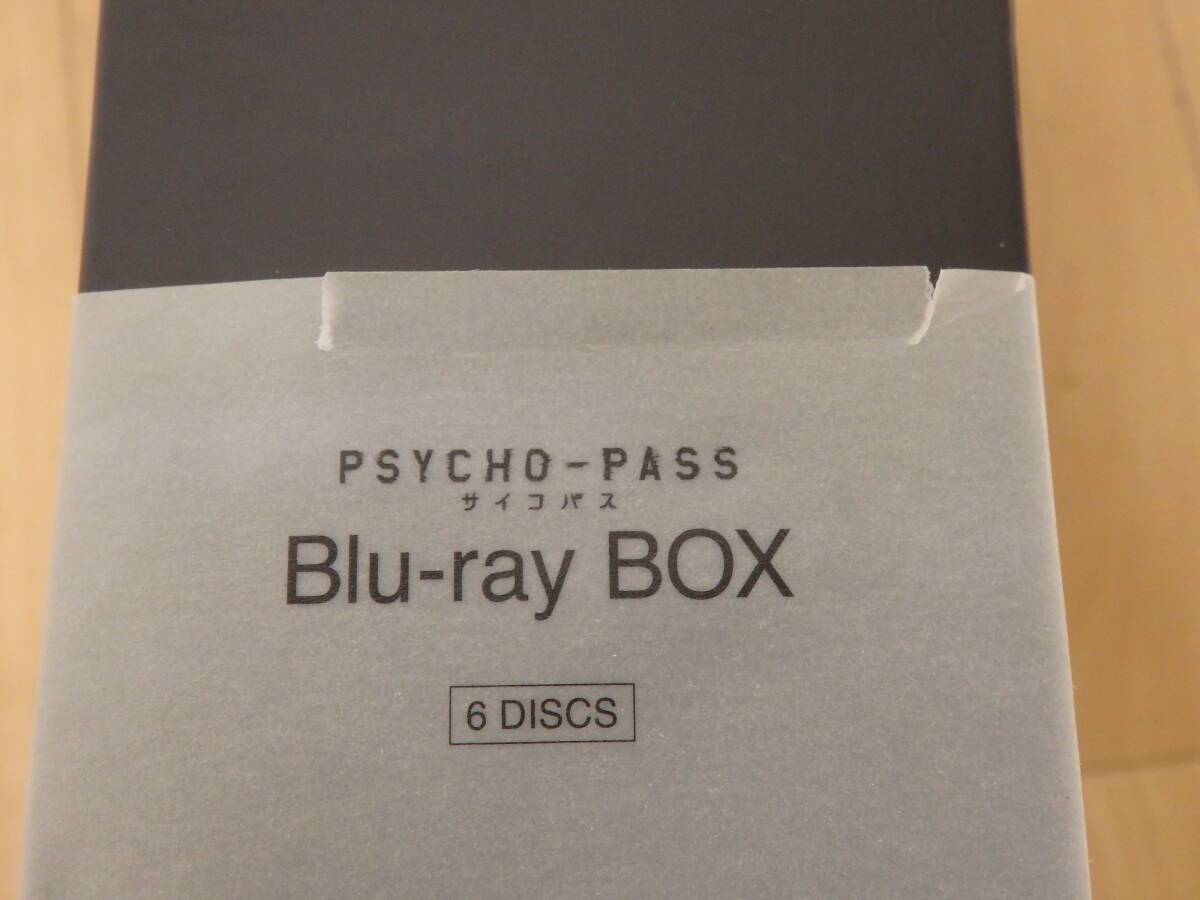 PSYCHO-PASS
サイコパス
Blu-ray BOX
6 DISCS